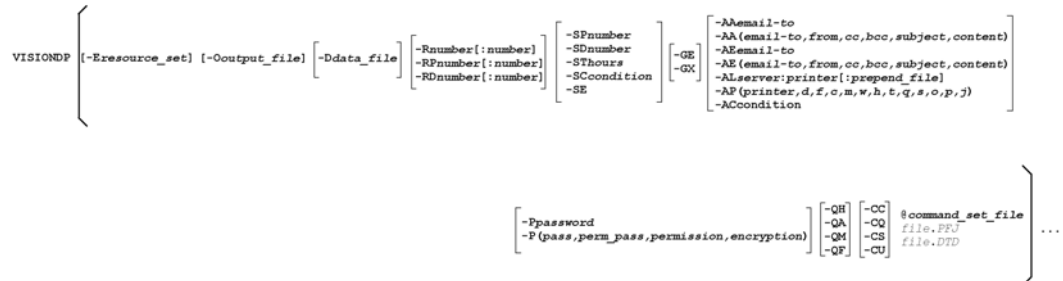 -AAemail-to
-SPnumber -AA(email-to,from,cc,bcc,subject,content)
-Rnumber[:number] -SDnumber -GE -AEemail-to
VISIONDP [-Eresource_set] [-Ooutput_file] [-Ddata_file] -RPnumber[:number] -SThours -GX -AE(email-to,from,cc,bcc,subject,content)
-RDnumber[:number] -SCcondition -ALserver:printer[:prepend_file]
-SE -AP(printer,d,f,c,m,w,h,t,q,s,o,p,j)
-ACcondition
-QH -CC
-Ppassword -QA -CQ @command_set_file
-P(pass,perm_pass,permission,encryption) -QM -CS file.PFJ ...
-QF -CU file.DTD